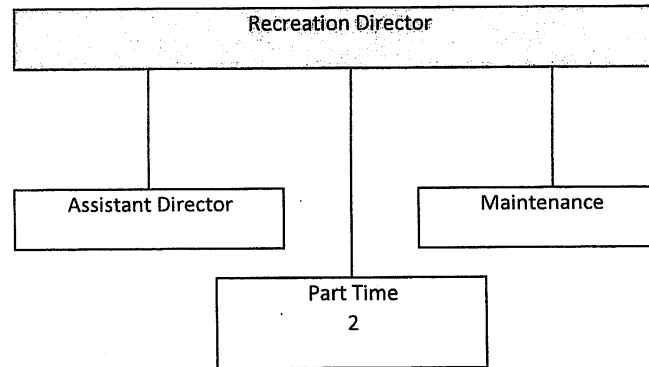 Recreation Director
Assistant Director
Maintenance
Part Time
2